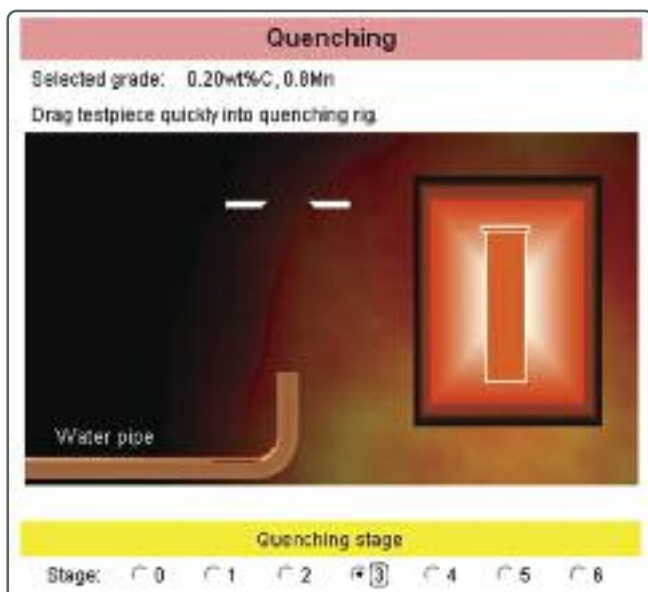 Quenching
Selected grade: 0.20wt%C, 0.8Mn
Drag testpiece quickly into quenching rig.
Water pipe
Quenching stage
Stage: 0 1 2 3 4 5 6